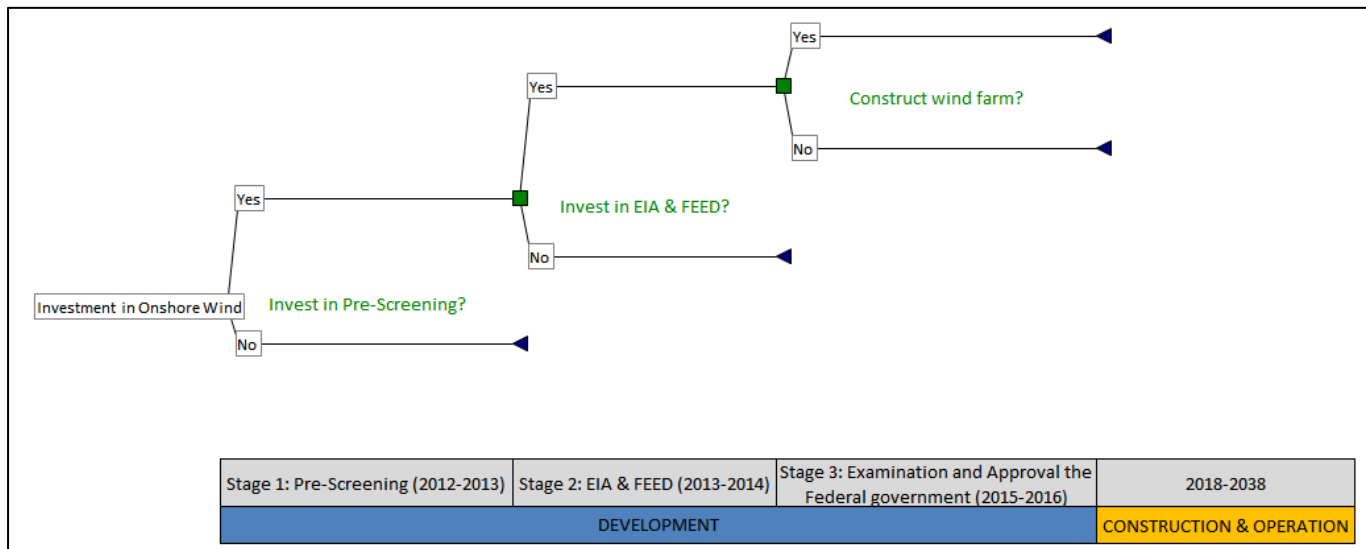 Yes
Construct wind farm?
No
Yes
Invest in EIA & FEED?
No
Yes
Investment in Onshore Wind
Invest in Pre-Screening?
No
Stage 1: Pre-Screening (2012-2013)
Stage 2: EIA & FEED (2013-2014)
Stage 3: Examination and Approval the
Federal government (2015-2016)
2018-2038
DEVELOPMENT
CONSTRUCTION & OPERATION